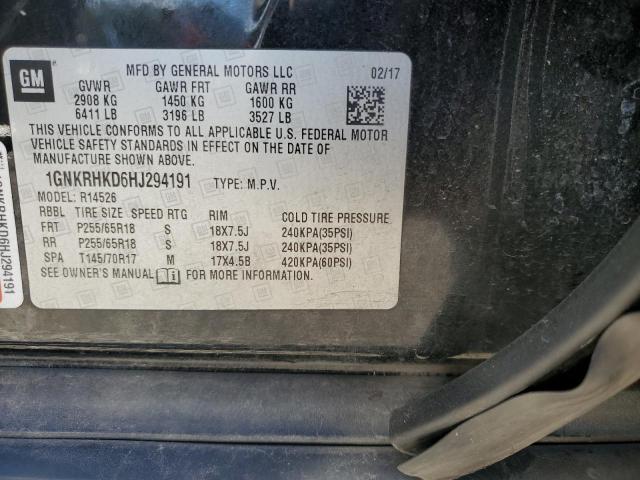 GM
MFD BY GENERAL MOTORS LLC 02/17
GVWR GAWR FRT GAWR RR
2908 KG 1450 KG 1600 KG
6411 LB 3196 LB 3527 LB
THIS VEHICLE CONFORMS TO ALL APPLICABLE U.S. FEDERAL MOTOR
VEHICLE SAFETY STANDARDS IN EFFECT ON THE DATE OF
MANUFACTURE SHOWN ABOVE.
1GNKRHKD6HJ294191 TYPE: M.P.V.
MODEL: R14526
RBBL TIRE SIZE SPEED RTG RIM COLD TIRE PRESSURE
FRT P255/65R18 S 18X7.5J 240KPA(35PSI)
RR P255/65R18 S 18X7.5J 240KPA(35PSI)
SPA T145/70R17 M 17X4.5B 420KPA(60PSI)
SEE OWNER'S MANUAL FOR MORE INFORMATION.
1GNKRHKD6HJ294191